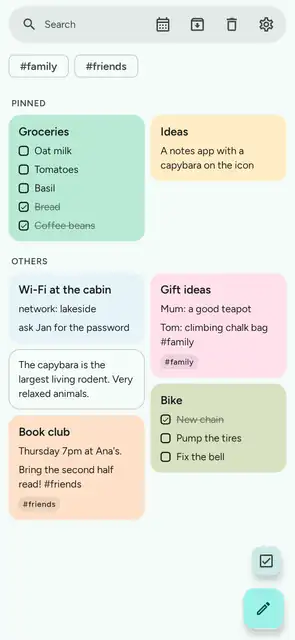 Search
#family
#friends
PINNED
Groceries
Oat milk
Tomatoes
Basil
Bread
Coffee beans
Ideas
A notes app with a
capybara on the icon
OTHERS
Wi-Fi at the cabin
network: lakeside
ask Jan for the password
The capybara is the
largest living rodent. Very
relaxed animals.
Book club
Thursday 7pm at Ana's.
Bring the second half
read! #friends
#friends
Gift ideas
Mum: a good teapot
Tom: climbing chalk bag
#family
#family
Bike
New chain
Pump the tires
Fix the bell